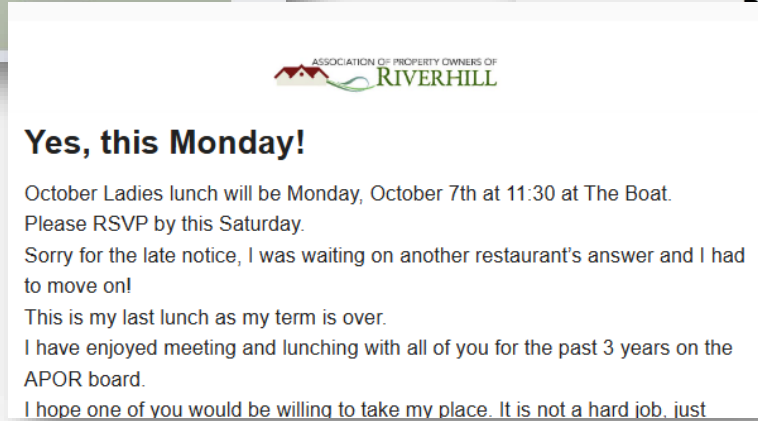 ASSOCIATION OF PROPERTY OWNERS OF
RIVERHILL
Yes, this Monday!
October Ladies lunch will be Monday, October 7th at 11:30 at The Boat.
Please RSVP by this Saturday.
Sorry for the late notice, I was waiting on another restaurant’s answer and I had
to move on!
This is my last lunch as my term is over.
I have enjoyed meeting and lunching with all of you for the past 3 years on the
APOR board.
I hope one of you would be willing to take my place. It is not a hard job, just